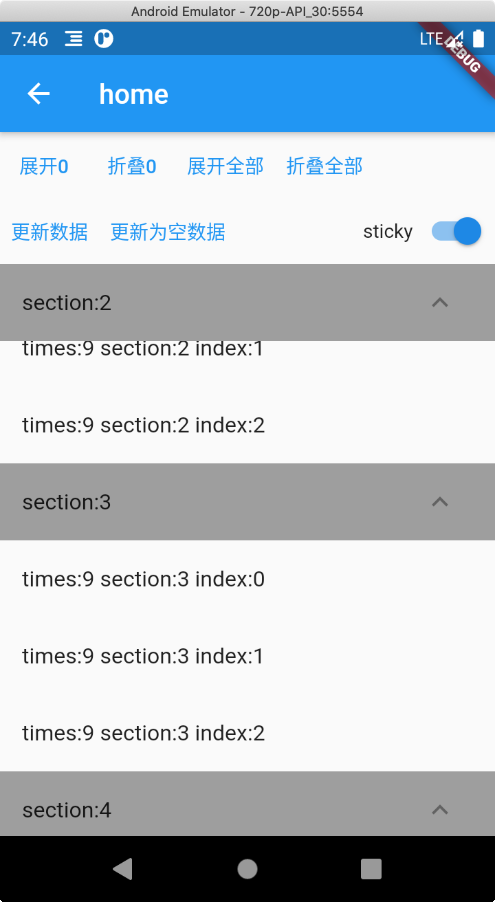 Android Emulator - 720p-API_30:5554
7:46 LTE
DEBUG
home
展开0 折叠0 展开全部 折叠全部
更新数据 更新为空数据 sticky
section:2
times:9 section:2 index:1
times:9 section:2 index:2
section:3
times:9 section:3 index:0
times:9 section:3 index:1
times:9 section:3 index:2
section:4